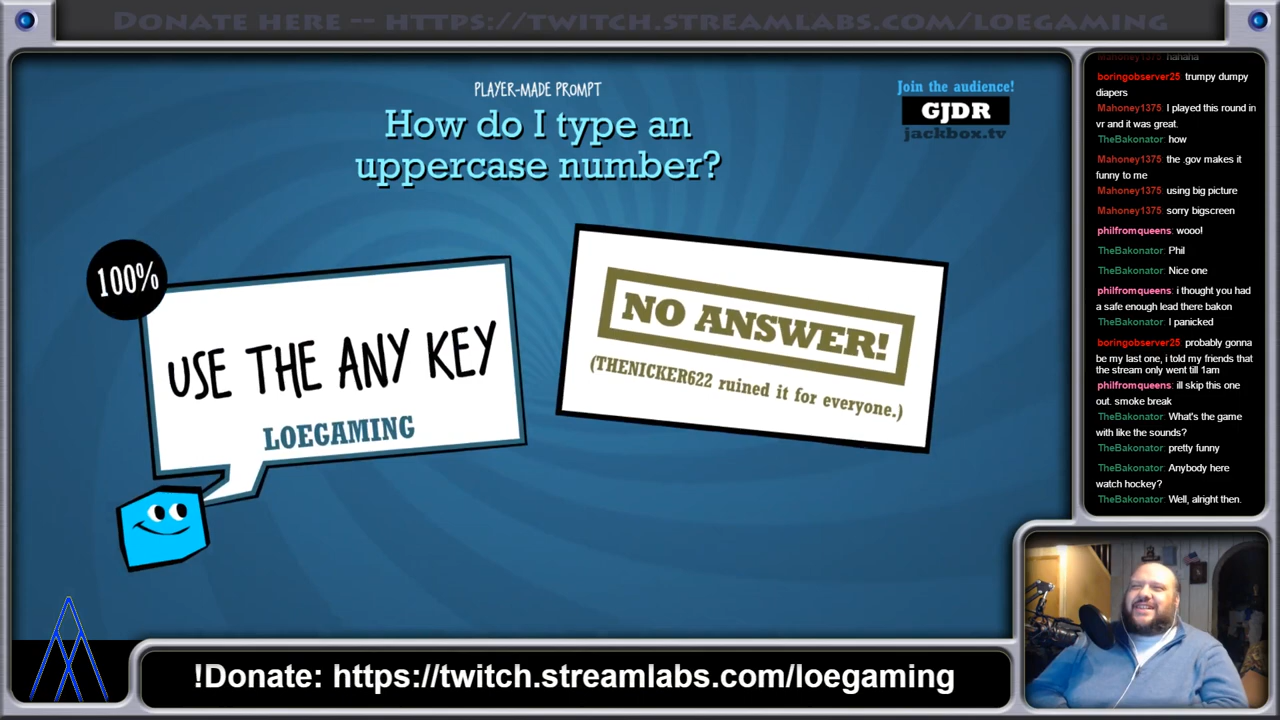 Donate here -- https://twitch.streamlabs.com/loegaming
PLAYER-MADE PROMPT
How do I type an
uppercase number?
Join the audience!
GJDR
jackbox.tv
100%
USE THE ANY KEY
LOEGAMING
NO ANSWER!
(THENICKER622 ruined it for everyone.)
Mahoney1375: hahaha
boringobserver25: trumpy dumpy
diapers
Mahoney1375: I played this round in
vr and it was great.
TheBakonator: how
Mahoney1375: the .gov makes it
funny to me
Mahoney1375: using big picture
Mahoney1375: sorry bigscreen
philfromqueens: wooo!
TheBakonator: Phil
TheBakonator: Nice one
philfromqueens: i thought you had
a safe enough lead there bakon
TheBakonator: I panicked
boringobserver25: probably gonna
be my last one, i told my friends that
the stream only went till 1am
philfromqueens: ill skip this one
out. smoke break
TheBakonator: What's the game
with like the sounds?
TheBakonator: pretty funny
TheBakonator: Anybody here
watch hockey?
TheBakonator: Well, alright then.
!Donate: https://twitch.streamlabs.com/loegaming